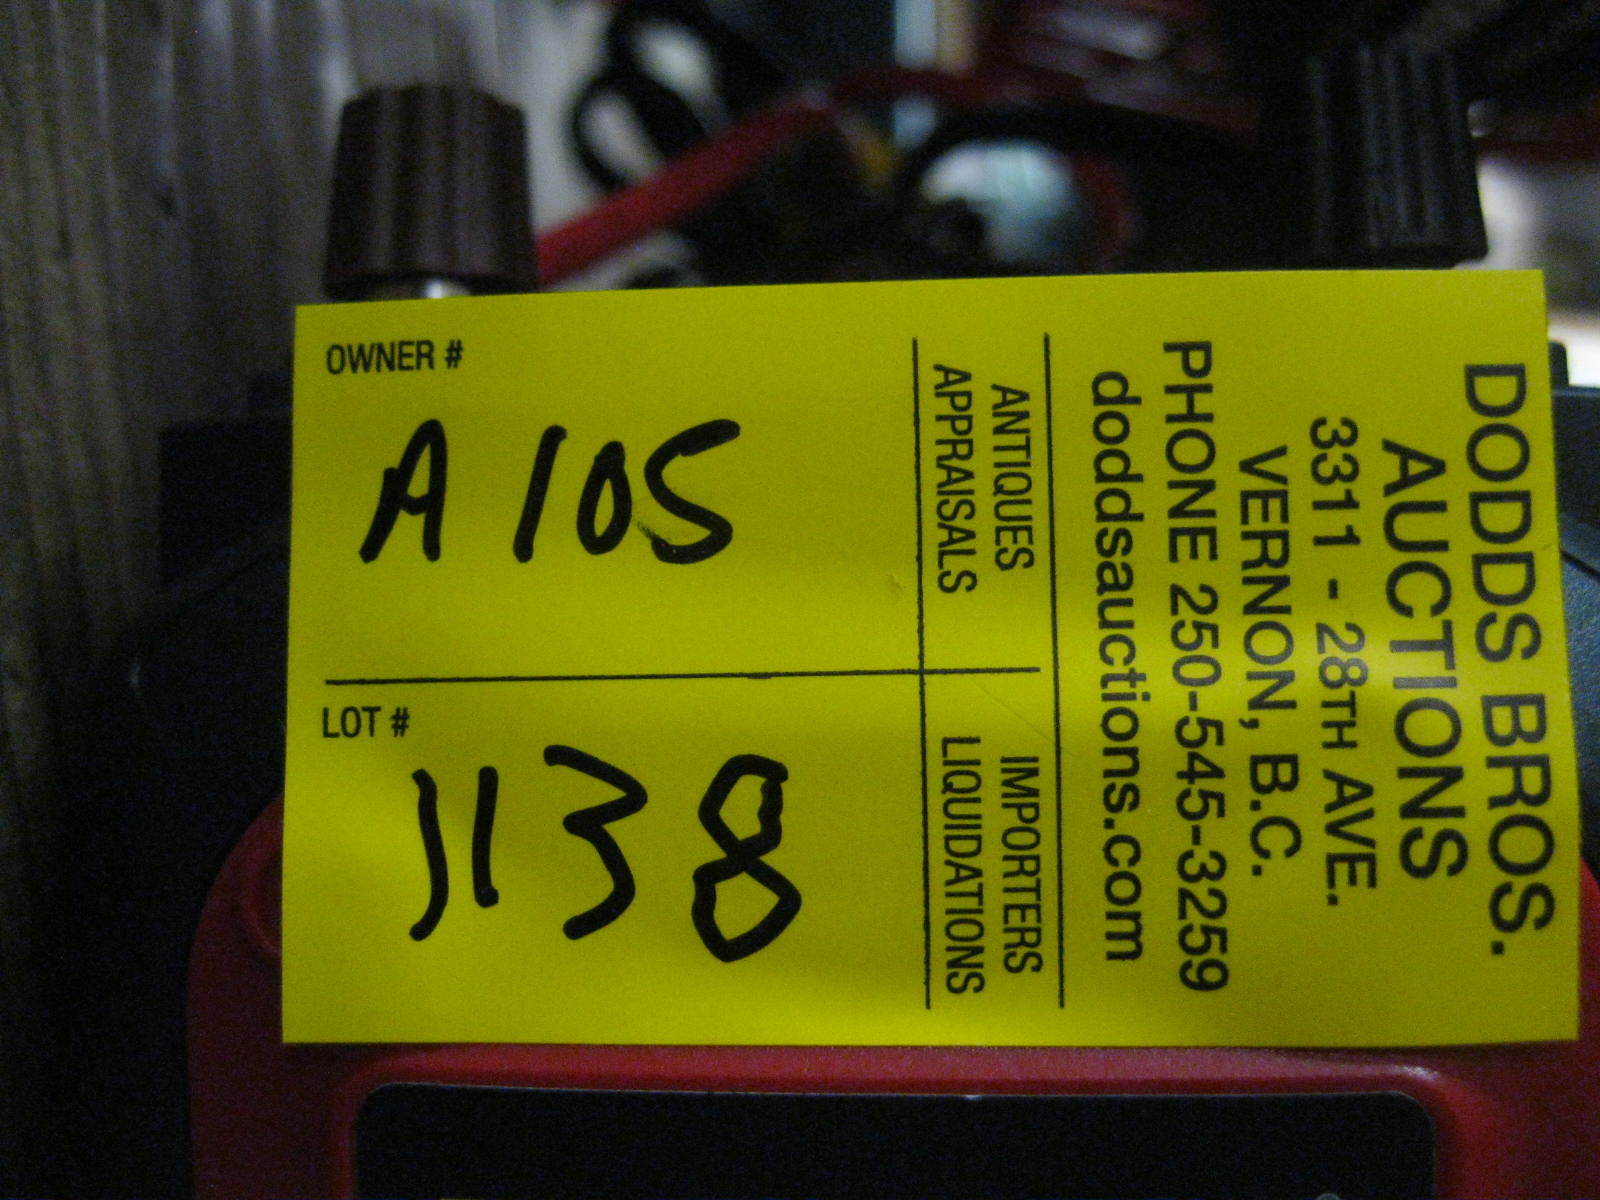 DODDS BROS.
AUCTIONS
3311 - 28TH AVE.
VERNON, B.C.
PHONE 250-545-3259
doddsauctions.com
ANTIQUES
APPRAISALS
IMPORTERS
LIQUIDATIONS
OWNER #
A105
LOT #
J138